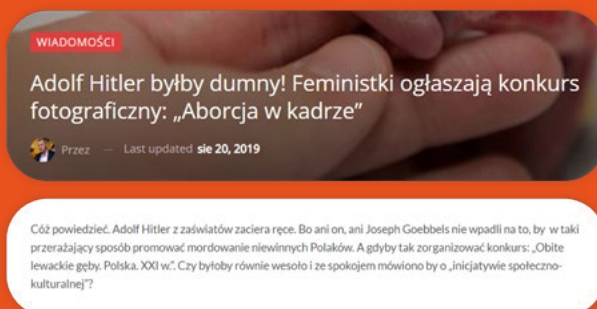 WIADOMOŚCI
Adolf Hitler byłby dumny! Feministki ogłaszają konkurs
fotograficzny: „Aborcja w kadrze”
Przez — Last updated sie 20, 2019
Cóż powiedzieć. Adolf Hitler z zaświatów zaciera ręce. Bo ani on, ani Joseph Goebbels nie wpadli na to, by w taki
przerażający sposób promować mordowanie niewinnych Polaków. A gdyby tak zorganizować konkurs: „Obite
lewackie gęby. Polska. XXI w.”. Czy byłoby równie wesoło i ze spokojem mówiono by o „inicjatywie społeczno-
kulturalnej”?